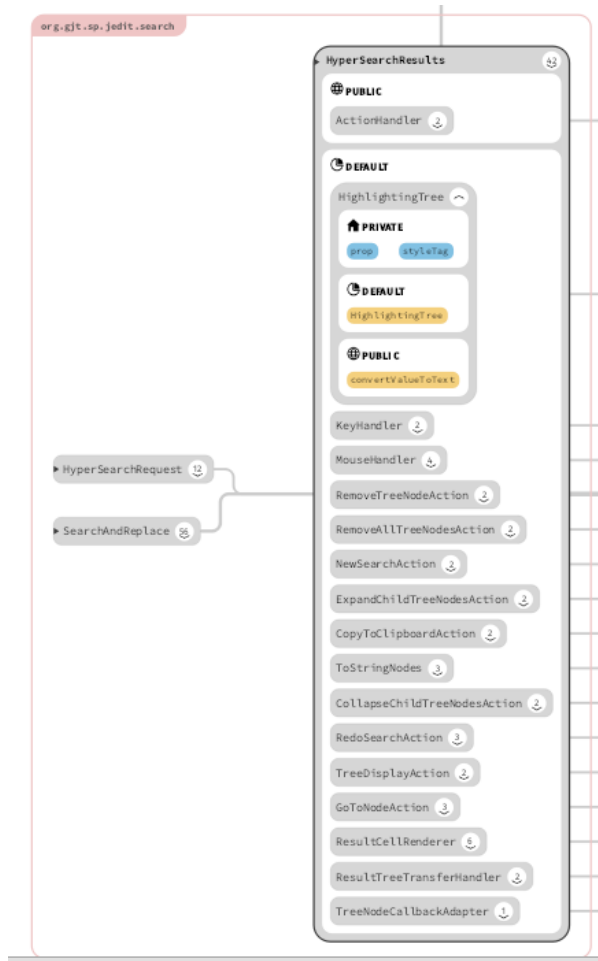 org.gjt.sp.jedit.search
HyperSearchResults 42
PUBLIC
ActionHandler 2
DEFAULT
HighlightingTree
PRIVATE
prop styleTag
DEFAULT
HighlightingTree
PUBLIC
convertValueToText
KeyHandler 2
MouseHandler 4
HyperSearchRequest 12
RemoveTreeNodeAction 2
SearchAndReplace 56
RemoveAllTreeNodesAction 2
NewSearchAction 2
ExpandChildTreeNodesAction 2
CopyToClipboardAction 2
ToStringNodes 3
CollapseChildTreeNodesAction 2
RedoSearchAction 3
TreeDisplayAction 2
GoToNodeAction 3
ResultCellRenderer 6
ResultTreeTransferHandler 2
TreeNodeCallbackAdapter 1